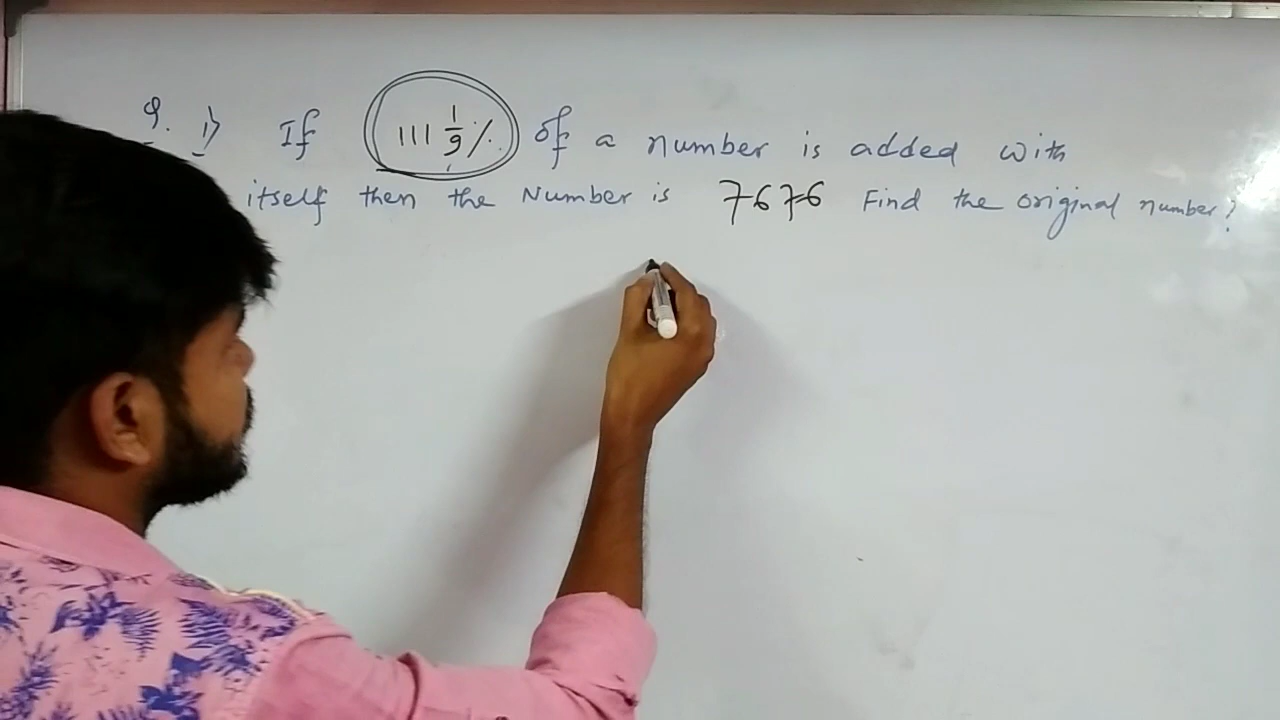 Q. 1) If 111 1/9 % of a number is added with
itself then the Number is 7676 Find the original number?